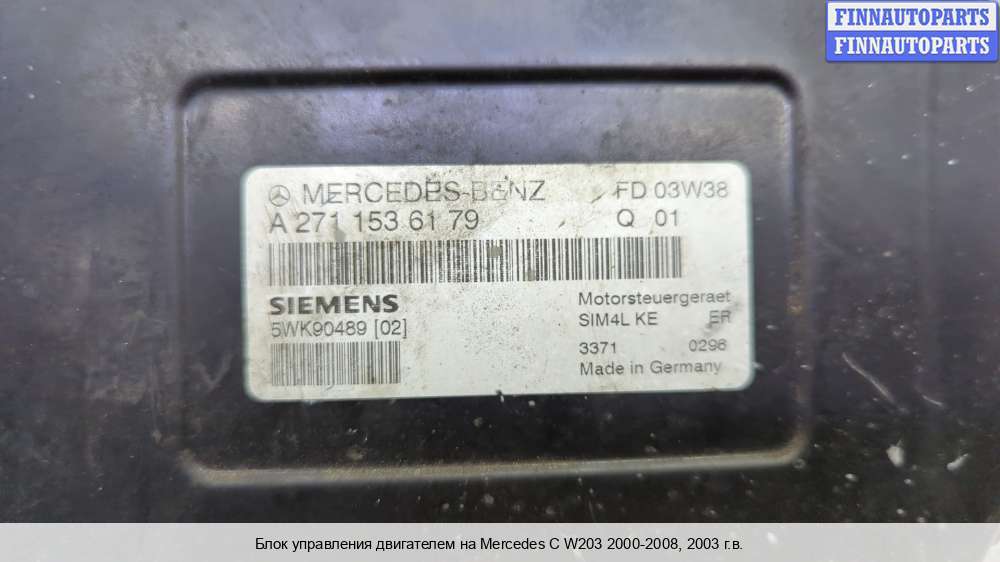 FINNAUTOPARTS
FINNAUTOPARTS
MERCEDES-BENZ FD 03W38
A 271 153 61 79 Q 01
SIEMENS Motorsteuergeraet
5WK90489 [02] SIM4L KE ER
3371 0296
Made in Germany
Блок управления двигателем на Mercedes C W203 2000-2008, 2003 г.в.